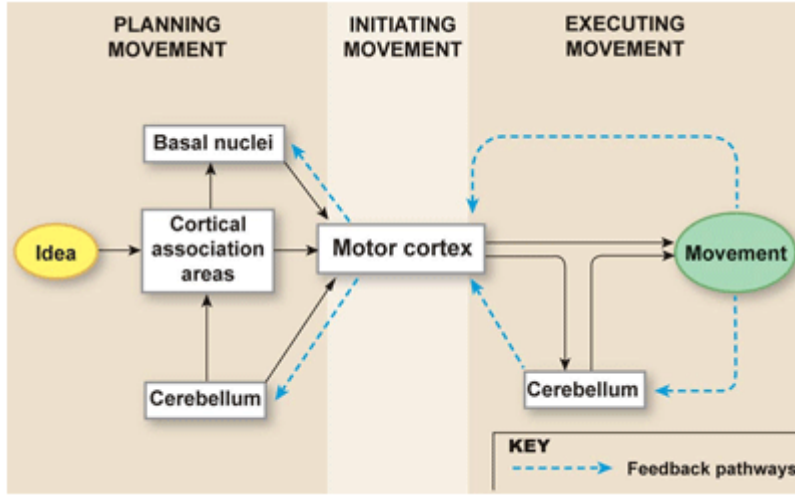 PLANNING
MOVEMENT
INITIATING
MOVEMENT
EXECUTING
MOVEMENT
Basal nuclei
Idea
Cortical
association
areas
Motor cortex
Movement
Cerebellum
Cerebellum
KEY
Feedback pathways